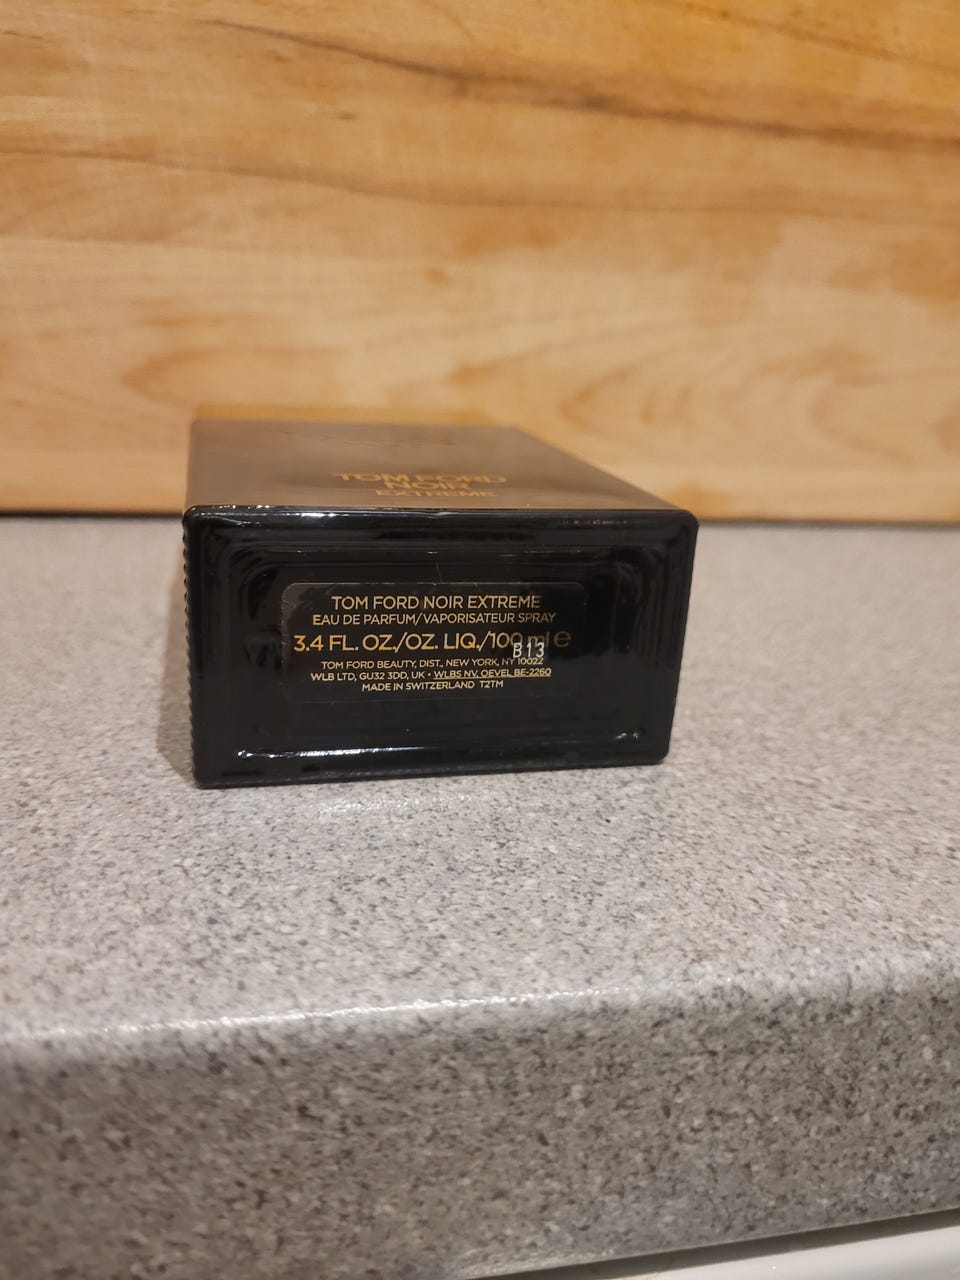 TOM FORD
NOIR
EXTREME
TOM FORD NOIR EXTREME
EAU DE PARFUM/VAPORISATEUR SPRAY
3.4 FL. OZ./OZ. LIQ./100 ml e
B13
TOM FORD BEAUTY, DIST., NEW YORK, NY 10022
WLB LTD, GU32 3DD, UK • WLBS NV, OEVEL BE-2260
MADE IN SWITZERLAND T2TM